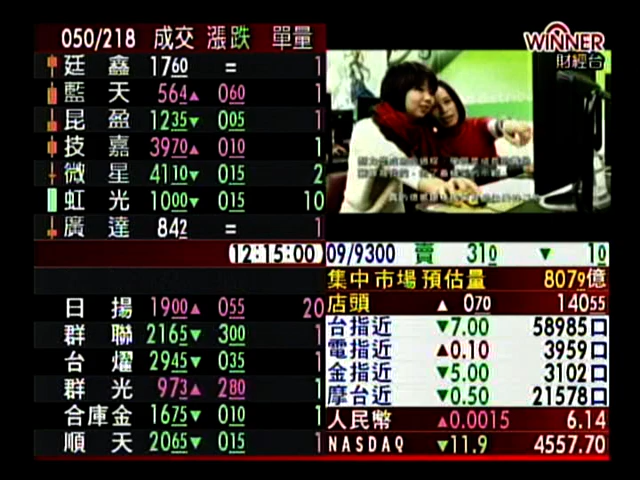 050/218 成交 漲跌 單量
WINNER
財經台
廷鑫 1760 = 1
藍天 564▲ 060 1
昆盈 1235▼ 005 1
技嘉 3970▲ 010 1
微星 4110▼ 015 2
虹光 1000▼ 015 10
廣達 842 = 1
12:15:00 09/9300 賣 310 ▼ 10
集中市場預估量 8079億
店頭 ▲ 070 14055
日揚 1900▲ 055 20
台指近 ▼7.00 58985口
群聯 2165▼ 300 1
電指近 ▲0.10 3959口
台燿 2945▼ 035 1
金指近 ▼5.00 3102口
群光 973▲ 280 1
摩台近 ▼0.50 21578口
合庫金 1675▼ 010 1
人民幣 ▲0.0015 6.14
順天 2065▼ 015 1
NASDAQ ▼11.9 4557.70